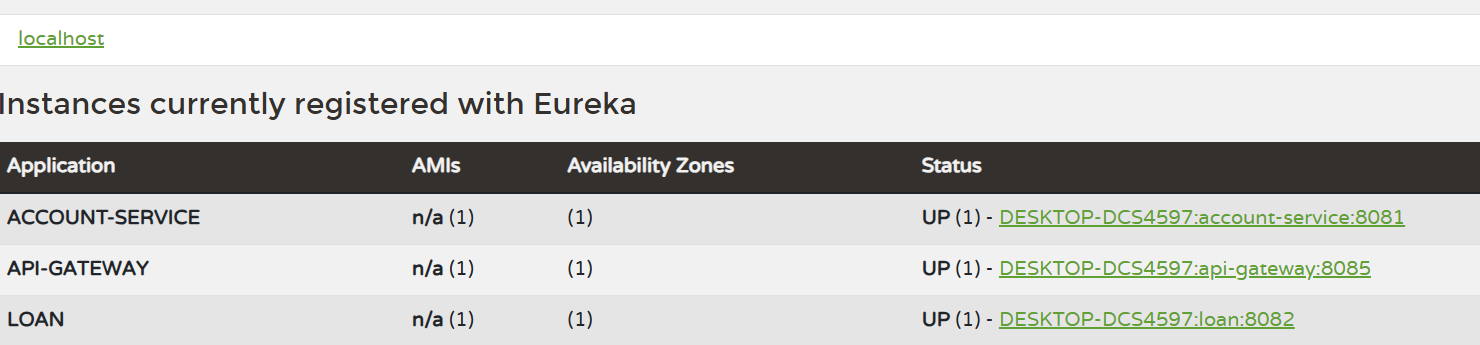 localhost
Instances currently registered with Eureka
Application AMIs Availability Zones Status
ACCOUNT-SERVICE n/a (1) (1) UP (1) - DESKTOP-DCS4597:account-service:8081
API-GATEWAY n/a (1) (1) UP (1) - DESKTOP-DCS4597:api-gateway:8085
LOAN n/a (1) (1) UP (1) - DESKTOP-DCS4597:loan:8082